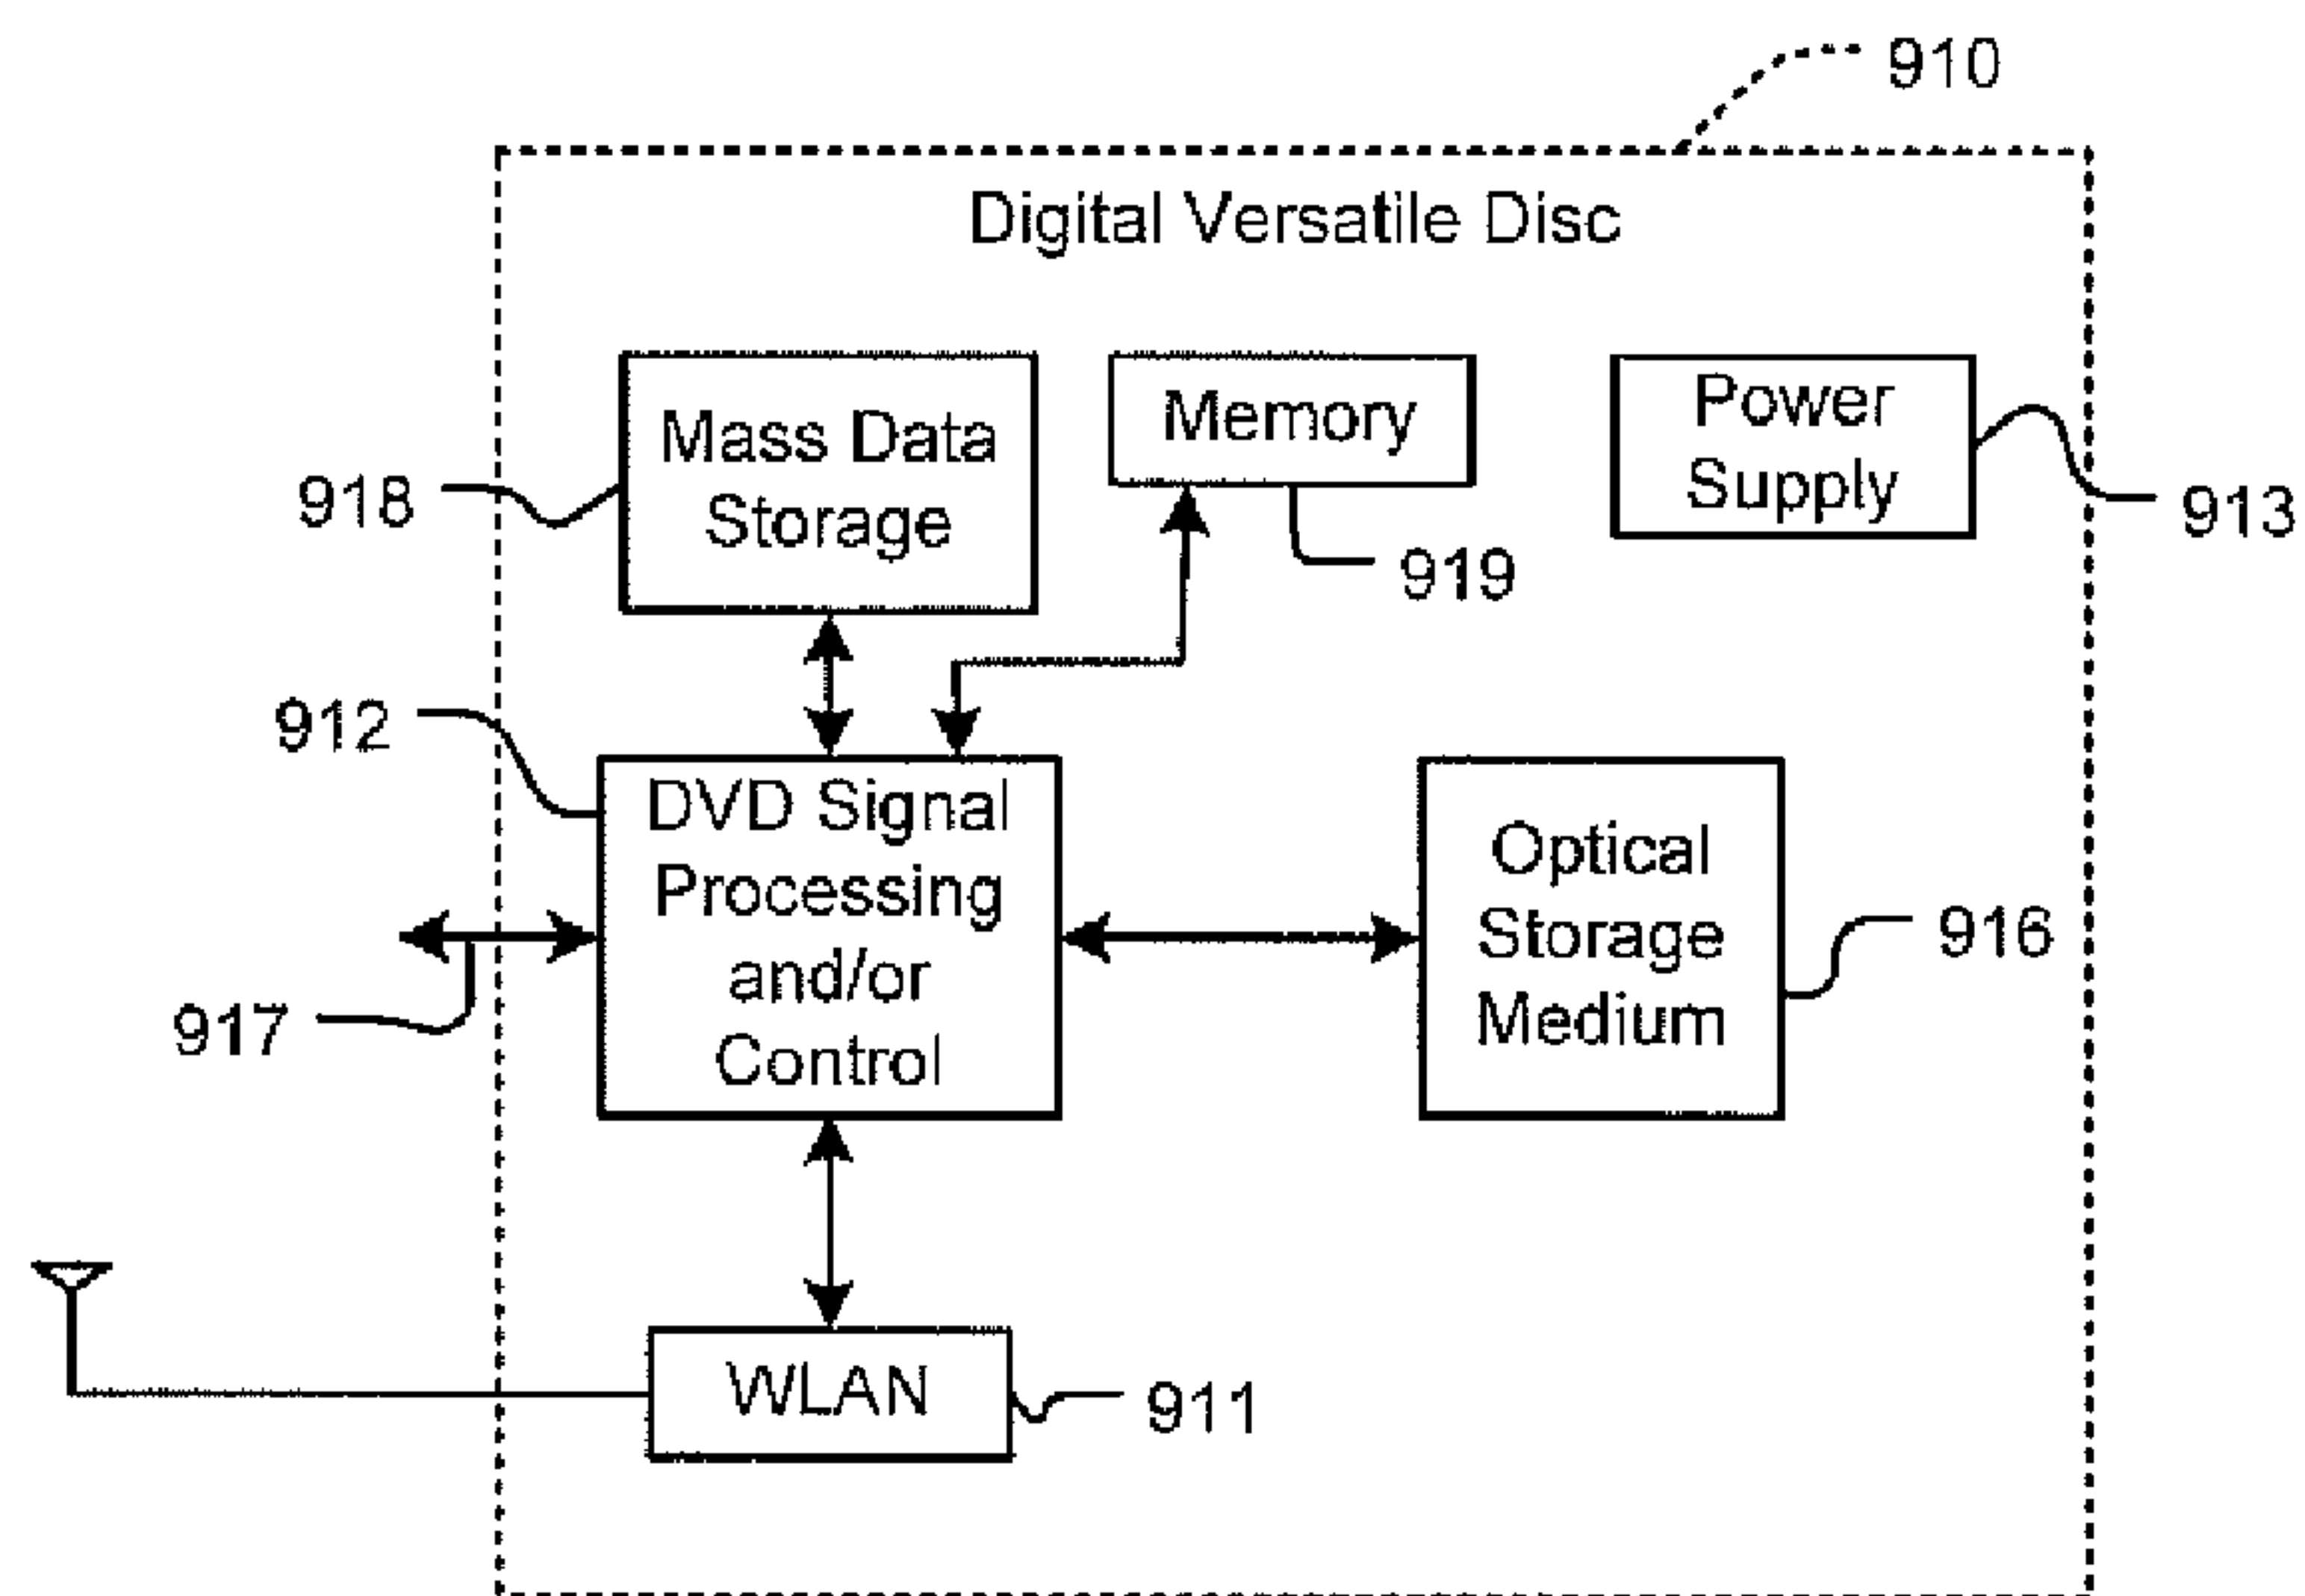 910
Digital Versatile Disc
Mass Data
Storage
Memory
Power
Supply
918
919
913
912
DVD Signal
Processing
and/or
Control
Optical
Storage
Medium
916
917
WLAN
911